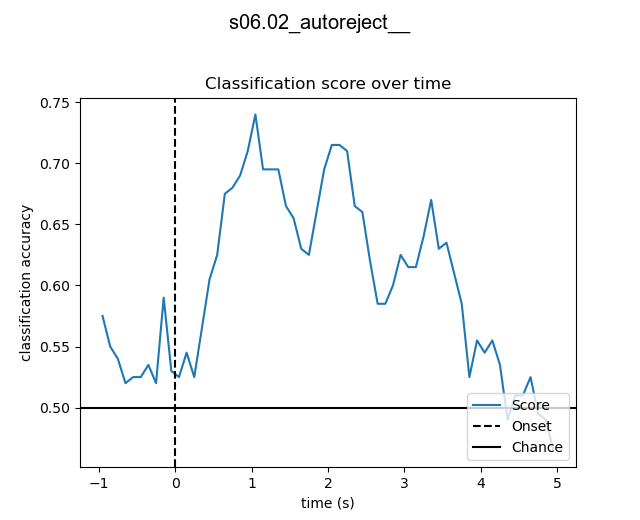 s06.02_autoreject__
Classification score over time
classification accuracy
0.75
0.70
0.65
0.60
0.55
0.50
−1
0
1
2
3
4
5
time (s)
Score
Onset
Chance